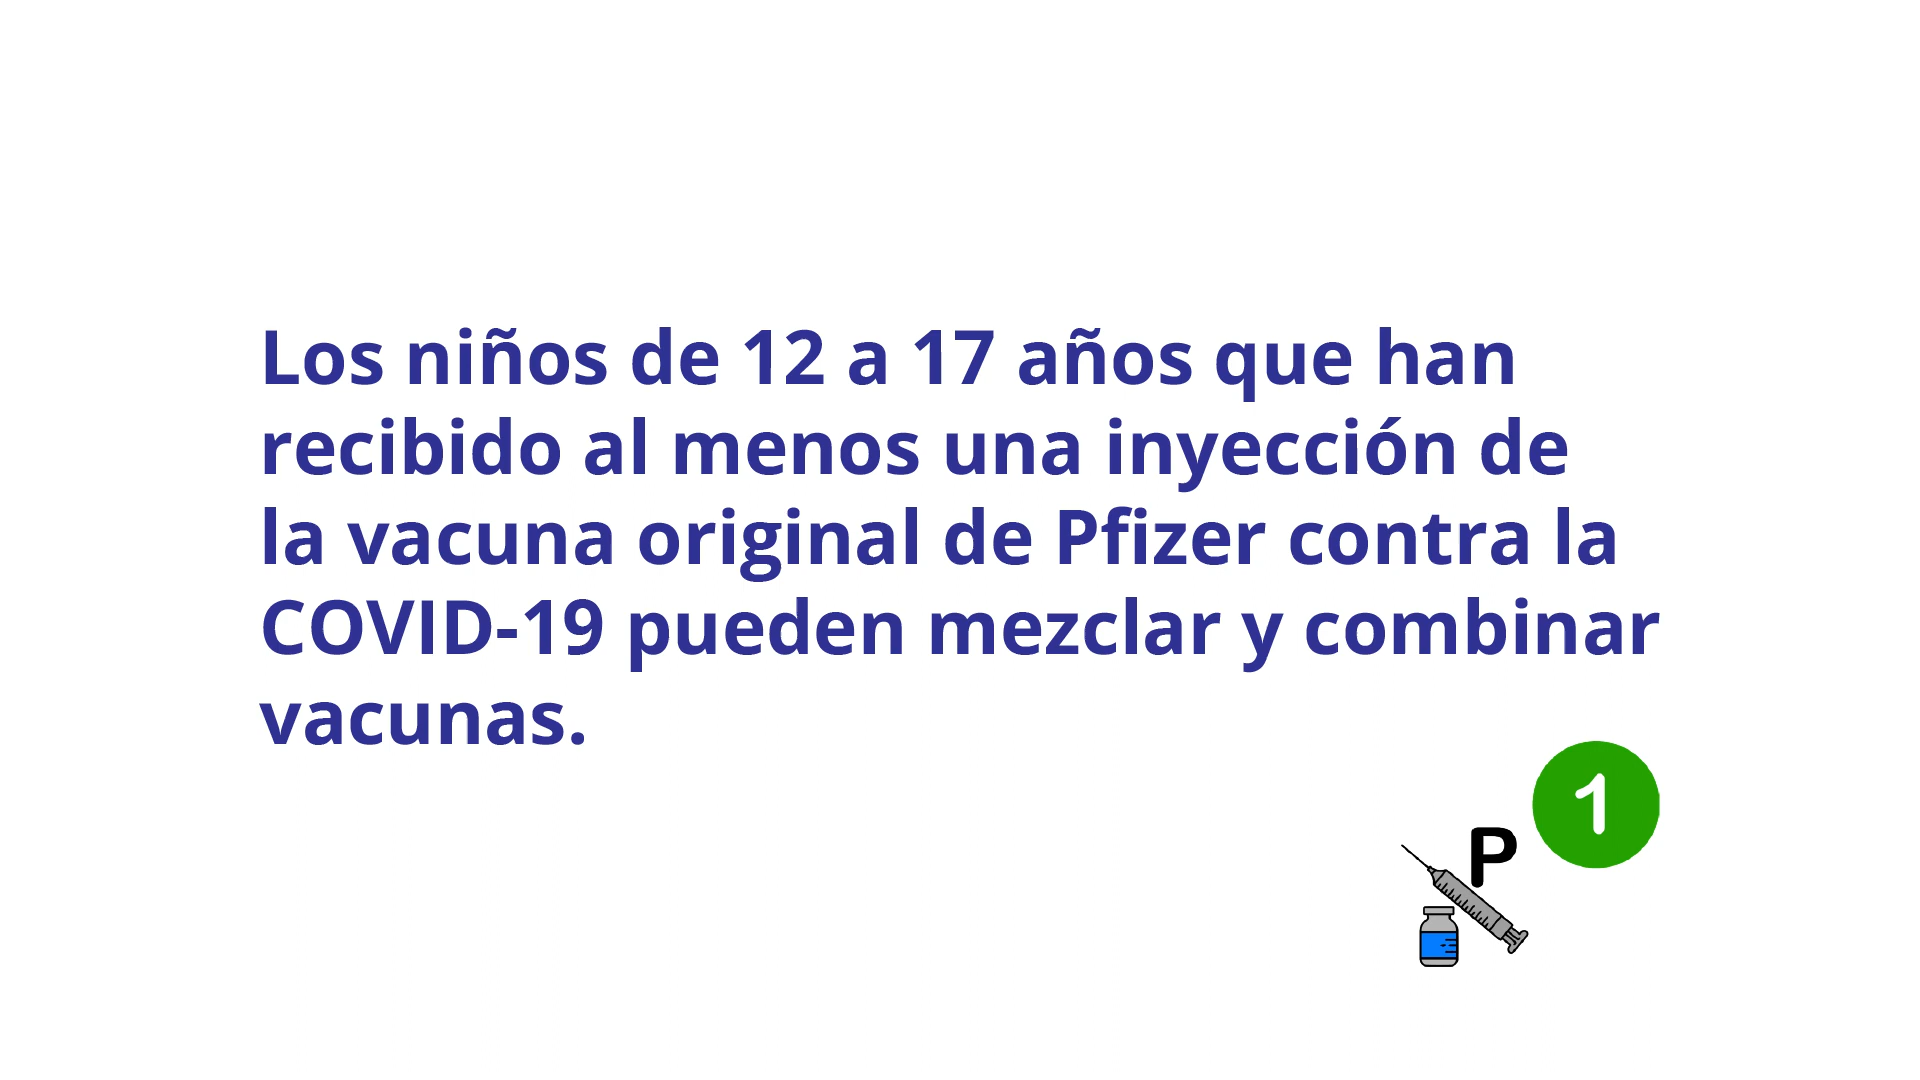 Los niños de 12 a 17 años que han
recibido al menos una inyección de
la vacuna original de Pfizer contra la
COVID-19 pueden mezclar y combinar
vacunas.
1
P